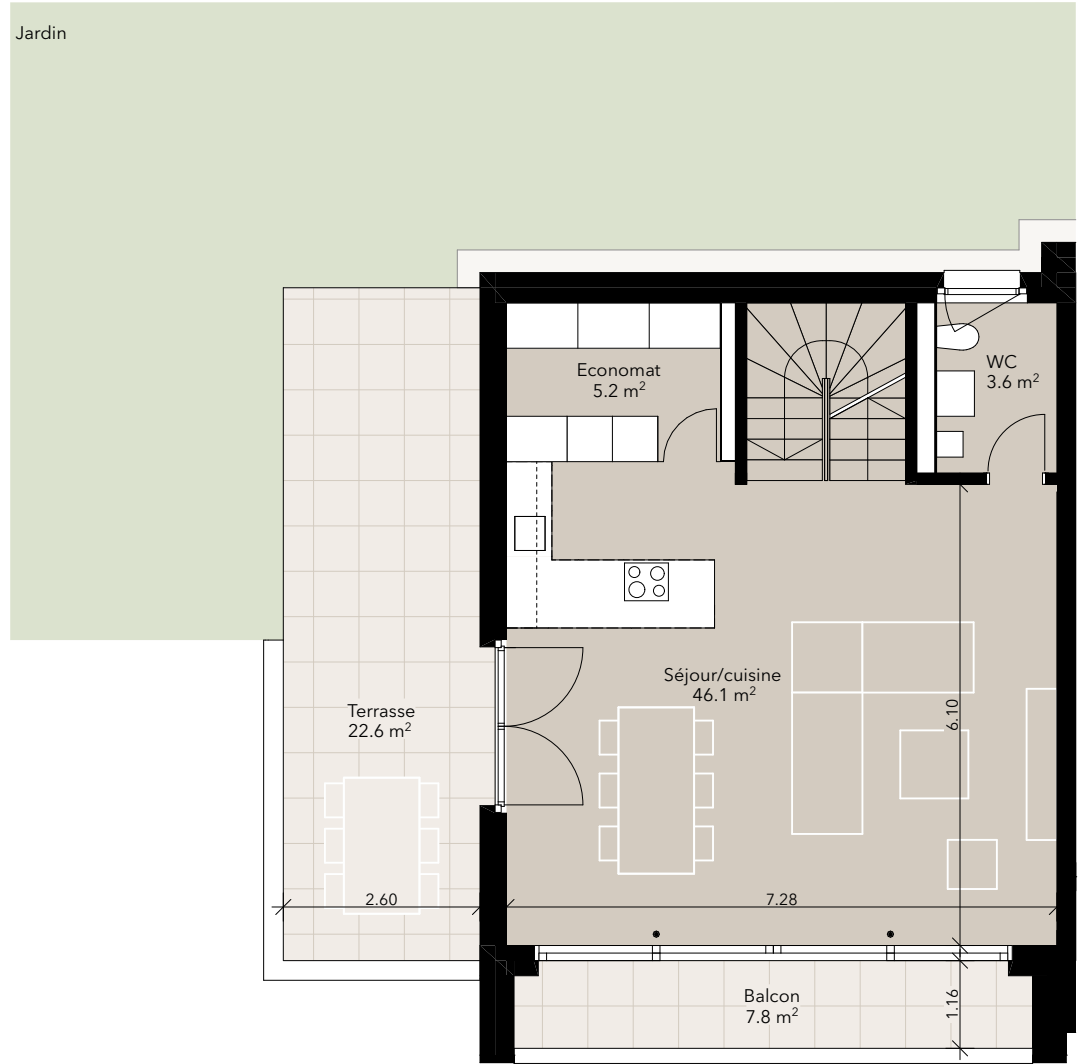 Jardin
Economat
5.2 m²
WC
3.6 m²
Séjour/cuisine
46.1 m²
6.10
Terrasse
22.6 m²
2.60
7.28
Balcon
7.8 m²
1.16